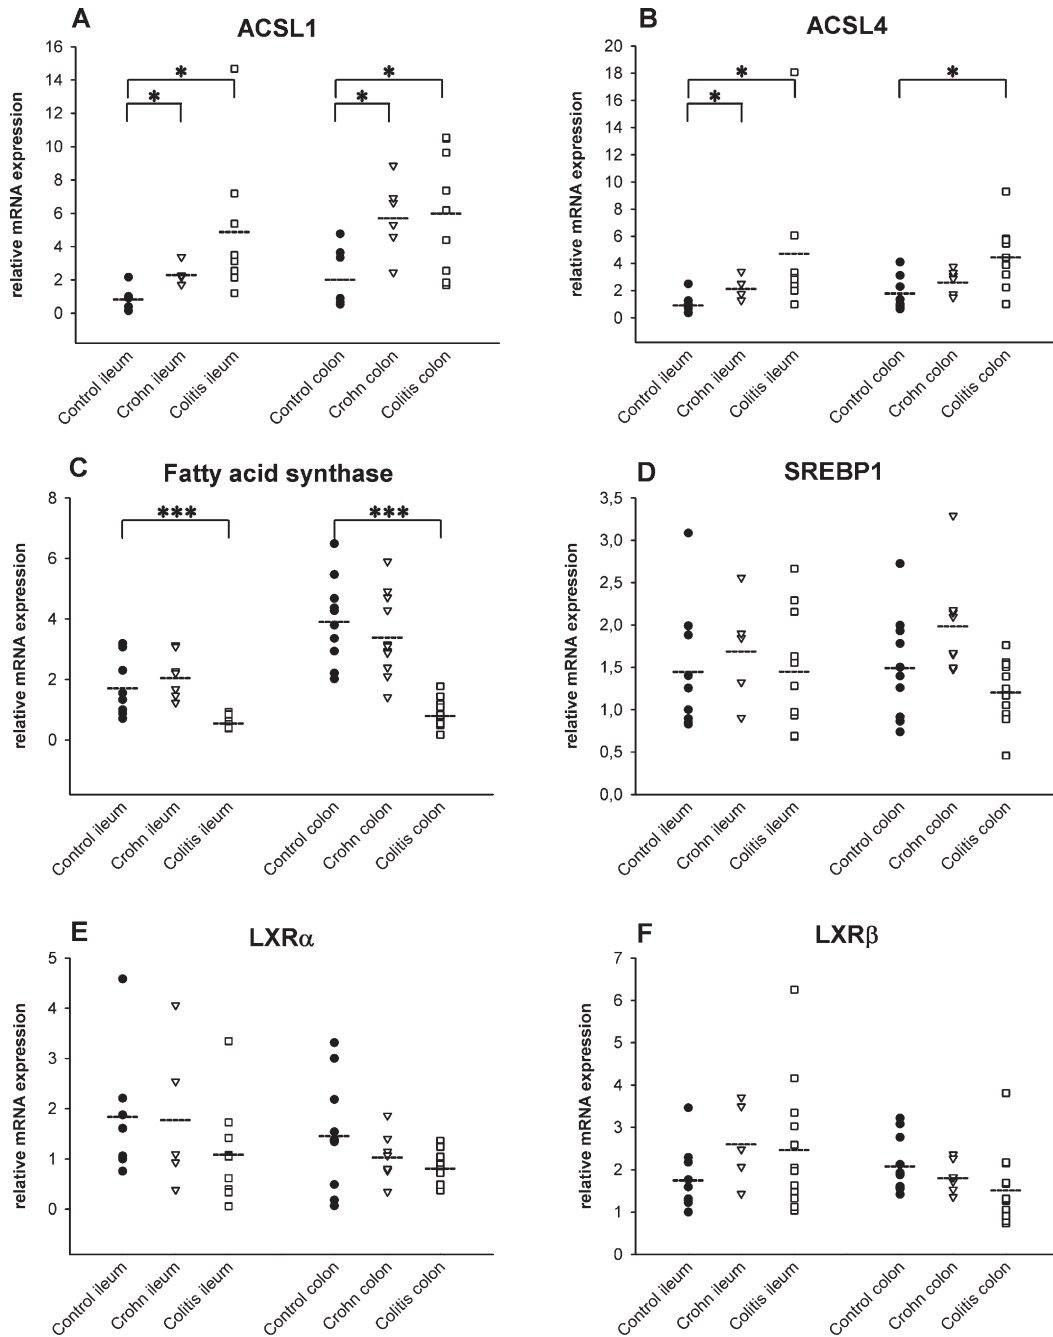 A
ACSL1
relative mRNA expression
16
14
12
10
8
6
4
2
0
*
*
*
*
Control ileum
Crohn ileum
Colitis ileum
Control colon
Crohn colon
Colitis colon
B
ACSL4
relative mRNA expression
20
18
16
14
12
10
8
6
4
2
0
*
*
*
Control ileum
Crohn ileum
Colitis ileum
Control colon
Crohn colon
Colitis colon
C
Fatty acid synthase
relative mRNA expression
8
6
4
2
0
***
***
Control ileum
Crohn ileum
Colitis ileum
Control colon
Crohn colon
Colitis colon
D
SREBP1
relative mRNA expression
3,5
3,0
2,5
2,0
1,5
1,0
0,5
0,0
Control ileum
Crohn ileum
Colitis ileum
Control colon
Crohn colon
Colitis colon
E
LXRα
relative mRNA expression
5
4
3
2
1
0
Control ileum
Crohn ileum
Colitis ileum
Control colon
Crohn colon
Colitis colon
F
LXRβ
relative mRNA expression
7
6
5
4
3
2
1
0
Control ileum
Crohn ileum
Colitis ileum
Control colon
Crohn colon
Colitis colon